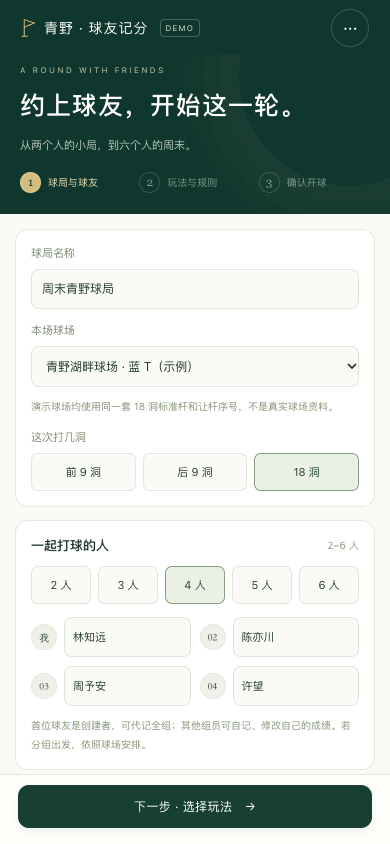 青野 · 球友记分 DEMO
A ROUND WITH FRIENDS
约上球友，开始这一轮。
从两个人的小局，到六个人的周末。
1 球局与球友 2 玩法与规则 3 确认开球
球局名称
周末青野球局
本场球场
青野湖畔球场 · 蓝 T（示例）
演示球场均使用同一套 18 洞标准杆和让杆序号，不是真实球场资料。
这次打几洞
前 9 洞 后 9 洞 18 洞
一起打球的人 2–6 人
2 人 3 人 4 人 5 人 6 人
我 林知远 02 陈亦川
03 周予安 04 许望
首位球友是创建者，可代记全组；其他组员可自记、修改自己的成绩。若
分组出发，依照球场安排。
下一步 · 选择玩法 →